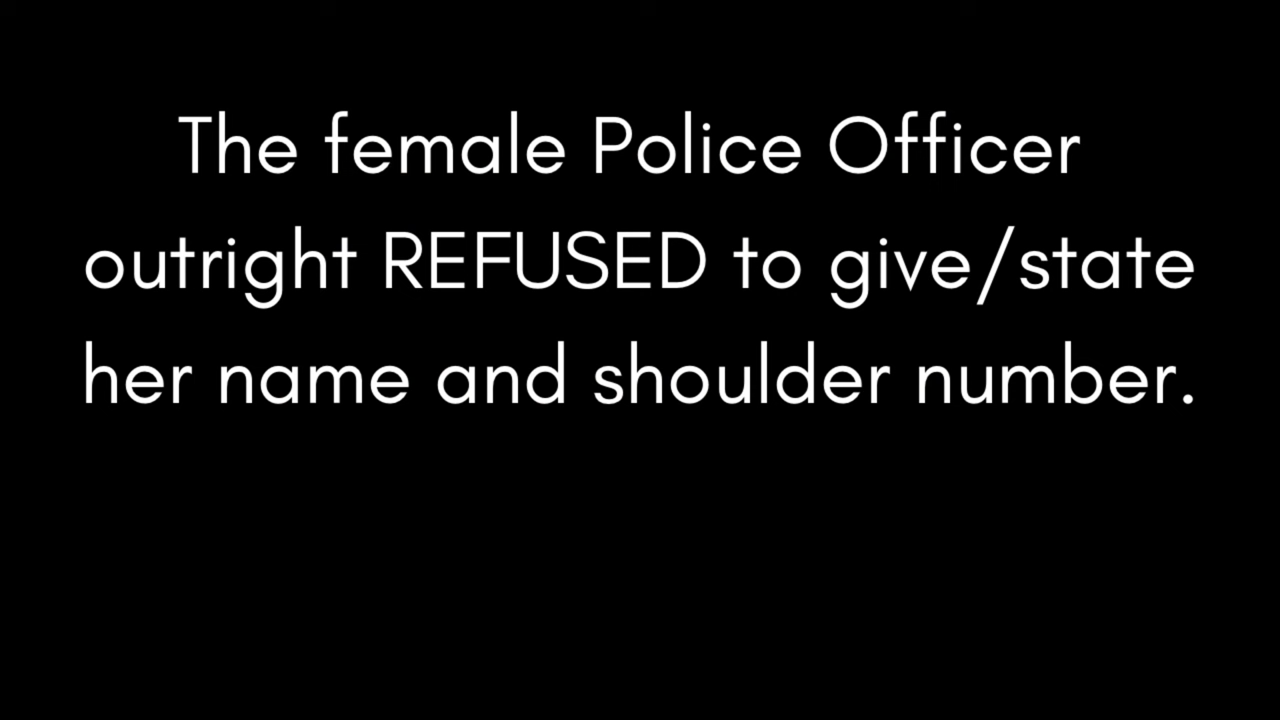 The female Police Officer
outright REFUSED to give/state
her name and shoulder number.